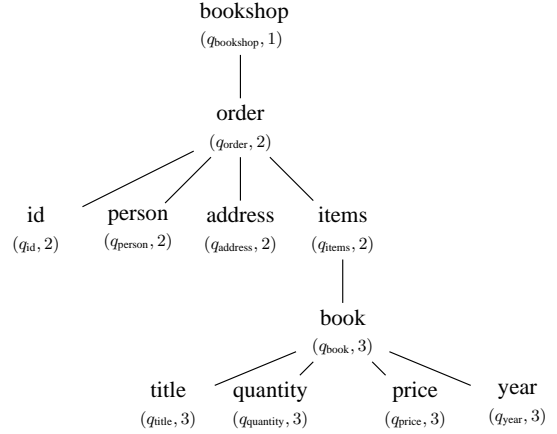 bookshop
(q_bookshop, 1)
order
(q_order, 2)
id person address items
(q_id, 2) (q_person, 2) (q_address, 2) (q_items, 2)
book
(q_book, 3)
title quantity price year
(q_title, 3) (q_quantity, 3) (q_price, 3) (q_year, 3)